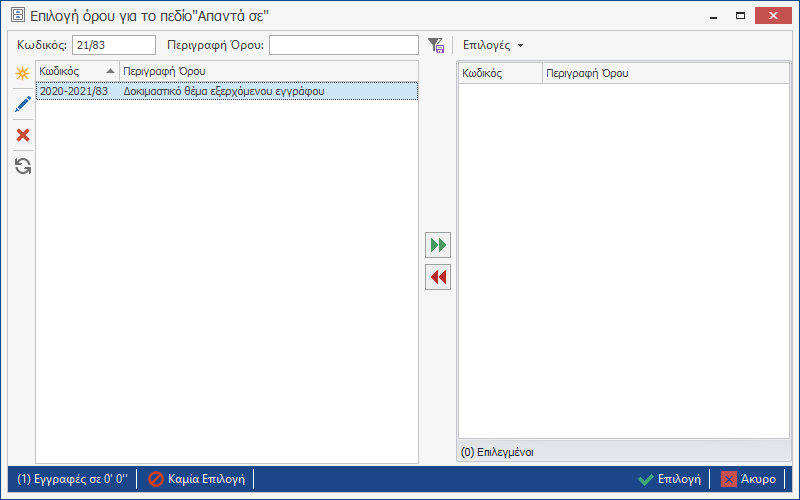 Επιλογή όρου για το πεδίο"Απαντά σε"
Κωδικός: 21/83 Περιγραφή Όρου: Επιλογές
Κωδικός Περιγραφή Όρου
2020-2021/83 Δοκιμαστικό θέμα εξερχόμενου εγγράφου
Κωδικός Περιγραφή Όρου
(0) Επιλεγμένοι
(1) Εγγραφές σε 0' 0'' Καμία Επιλογή Επιλογή Άκυρο